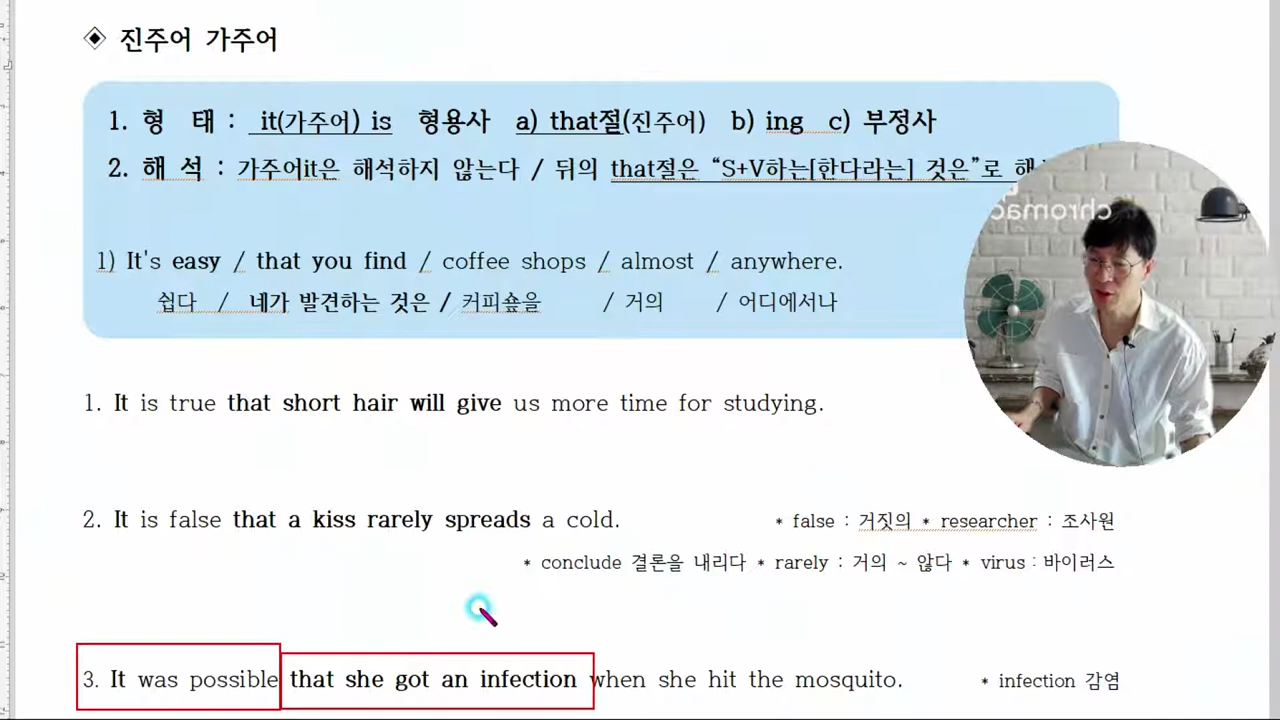 ◈ 진주어 가주어
1. 형 태 : it(가주어) is 형용사 a) that절(진주어) b) ing c) 부정사
2. 해 석 : 가주어it은 해석하지 않는다 / 뒤의 that절은 “S+V하는[한다라는] 것은”로
1) It's easy / that you find / coffee shops / almost / anywhere.
쉽다 / 네가 발견하는 것은 / 커피숖을 / 거의 / 어디에서나
1. It is true that short hair will give us more time for studying.
2. It is false that a kiss rarely spreads a cold. * false : 거짓의 * researcher : 조사원
* conclude 결론을 내리다 * rarely : 거의 ~ 않다 * virus : 바이러스
3. It was possible that she got an infection when she hit the mosquito. * infection 감염